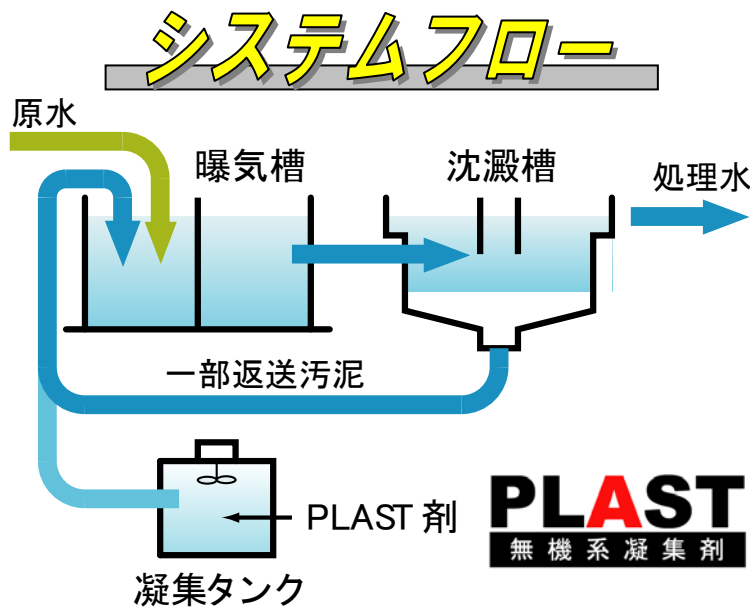 システムフロー
原水
曝気槽
沈澱槽
処理水
一部返送汚泥
PLAST 剤
凝集タンク
PLAST
無機系凝集剤